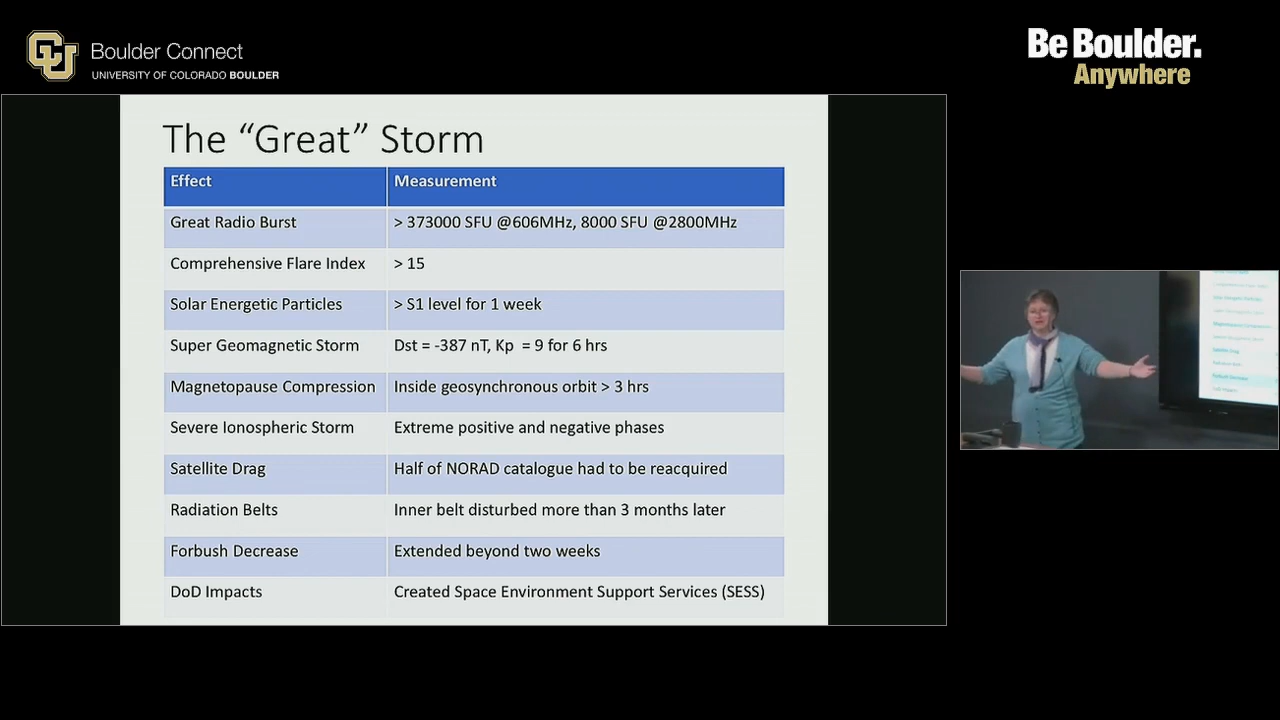 Boulder Connect
UNIVERSITY OF COLORADO BOULDER
Be Boulder.
Anywhere
The “Great” Storm
Effect Measurement
Great Radio Burst > 373000 SFU @606MHz, 8000 SFU @2800MHz
Comprehensive Flare Index > 15
Solar Energetic Particles > S1 level for 1 week
Super Geomagnetic Storm Dst = -387 nT, Kp = 9 for 6 hrs
Magnetopause Compression Inside geosynchronous orbit > 3 hrs
Severe Ionospheric Storm Extreme positive and negative phases
Satellite Drag Half of NORAD catalogue had to be reacquired
Radiation Belts Inner belt disturbed more than 3 months later
Forbush Decrease Extended beyond two weeks
DoD Impacts Created Space Environment Support Services (SESS)